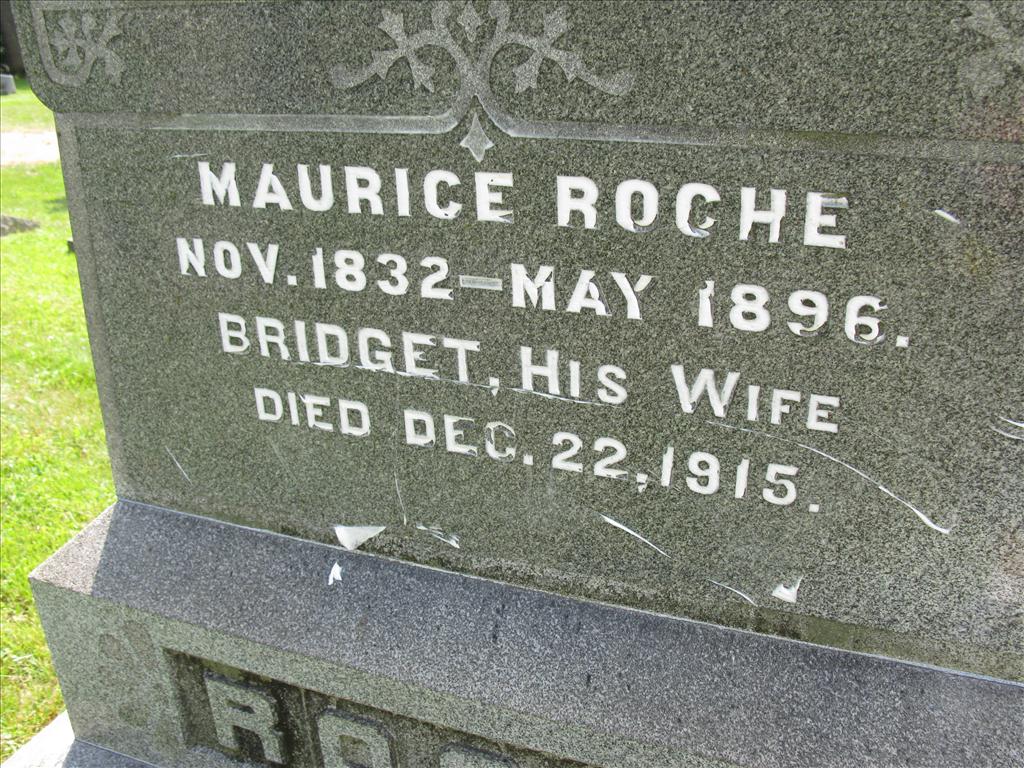 MAURICE ROCHE
NOV. 1832–MAY 1896.
BRIDGET, HIS WIFE
DIED DEC. 22, 1915.